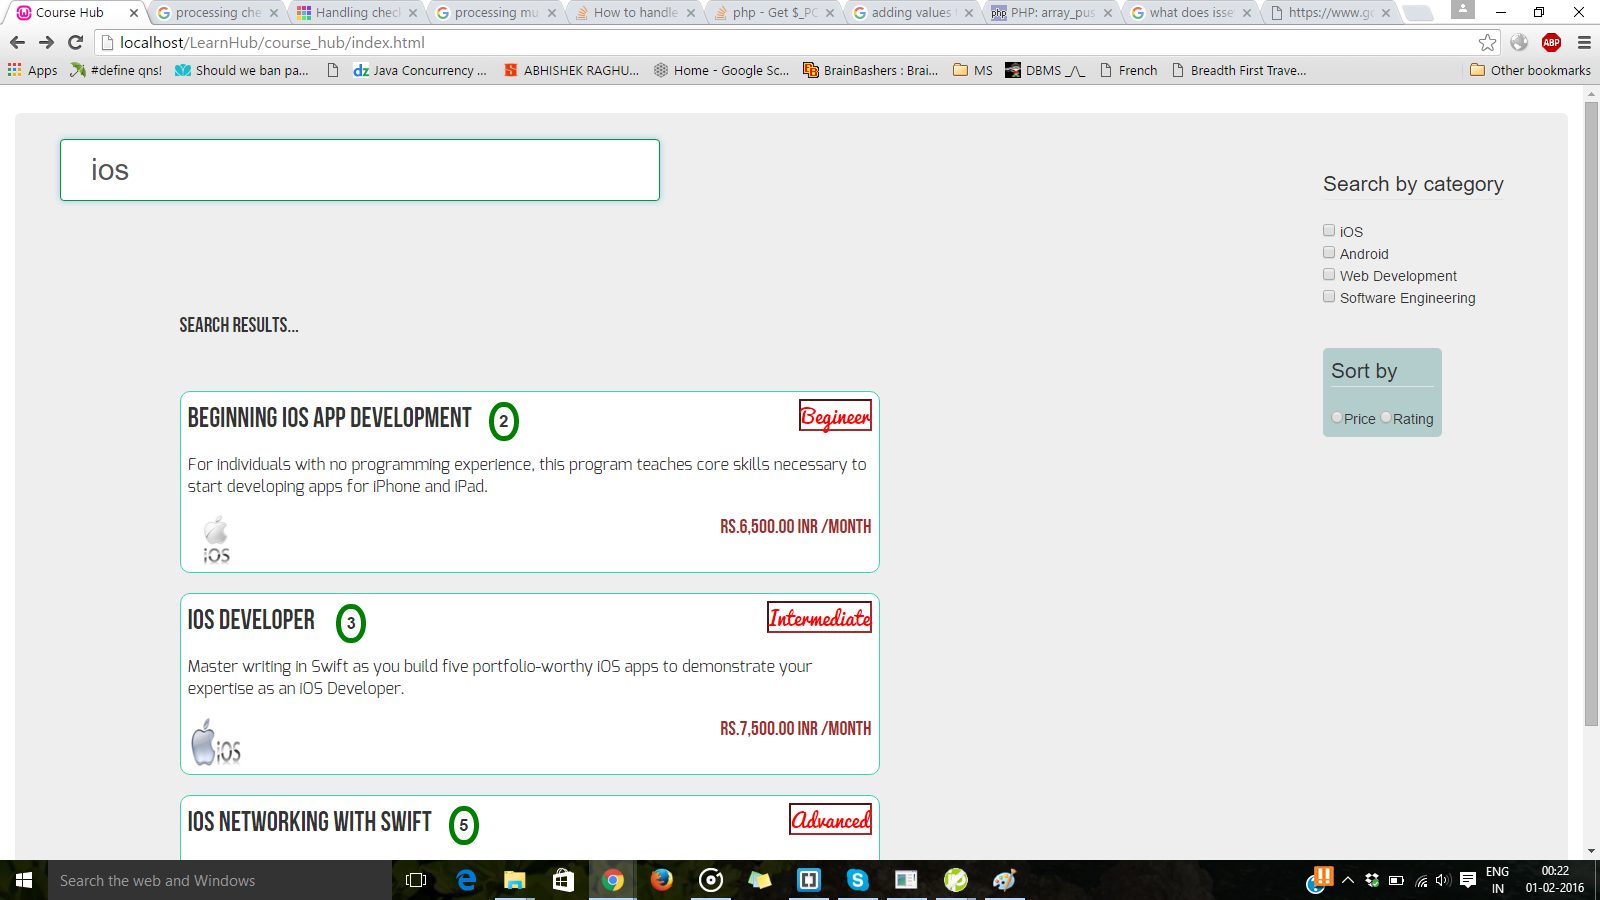 Course Hub
processing che
Handling chec
processing mu
How to handle
php - Get $_PO
adding values
PHP: array_pus
what does isse
https://www.go
localhost/LearnHub/course_hub/index.html
ABP
Apps
#define qns!
Should we ban pa...
Java Concurrency ...
ABHISHEK RAGHU...
Home - Google Sc...
BrainBashers : Brai...
MS
DBMS _/\_
French
Breadth First Trave...
Other bookmarks
ios
Search by category
iOS
Android
Web Development
Software Engineering
Sort by
Price Rating
SEARCH RESULTS...
BEGINNING IOS APP DEVELOPMENT 2 Begineer
For individuals with no programming experience, this program teaches core skills necessary to
start developing apps for iPhone and iPad.
iOS
RS.6,500.00 INR /MONTH
IOS DEVELOPER 3 Intermediate
Master writing in Swift as you build five portfolio-worthy iOS apps to demonstrate your
expertise as an iOS Developer.
iOS
RS.7,500.00 INR /MONTH
IOS NETWORKING WITH SWIFT 5 Advanced
Search the web and Windows
ENG
IN
00:22
01-02-2016